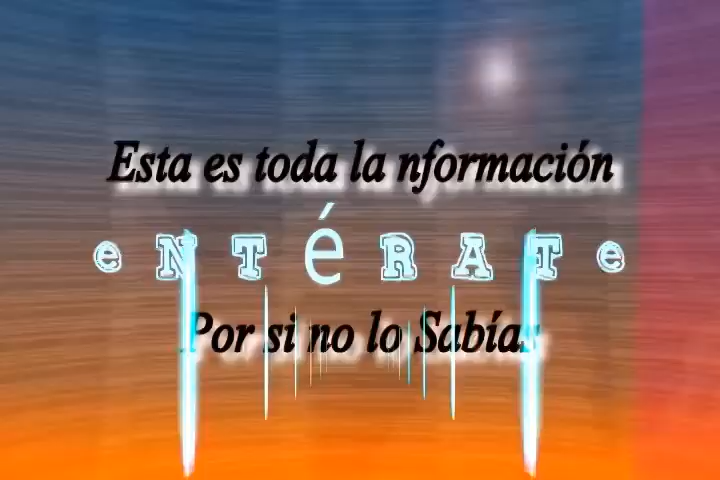 Esta es toda la nformación
eNTéRATe
Por si no lo Sabías